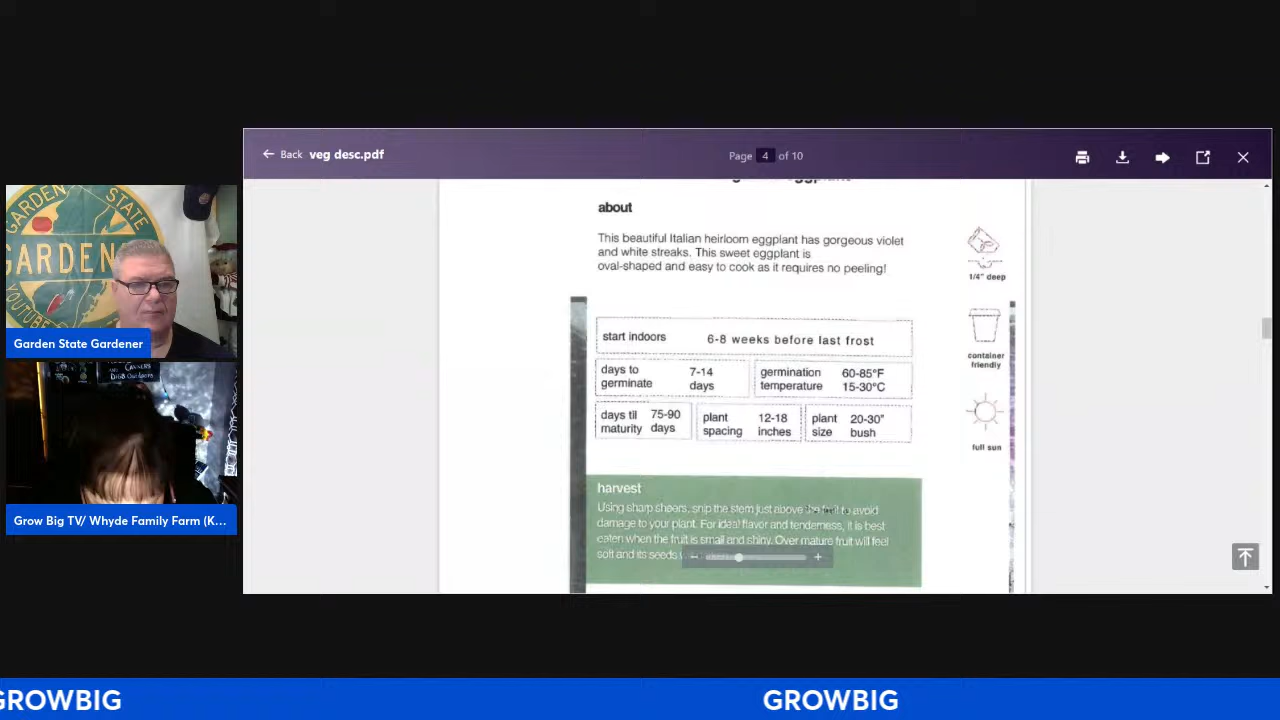 Back veg desc.pdf
Page 4 of 10
about
This beautiful Italian heirloom eggplant has gorgeous violet
and white streaks. This sweet eggplant is
oval-shaped and easy to cook as it requires no peeling!
1/4" deep
start indoors 6-8 weeks before last frost
container
friendly
days to
germinate
7-14
days
germination
temperature
60-85°F
15-30°C
days til
maturity
75-90
days
plant
spacing
12-18
inches
plant
size
20-30"
bush
full sun
harvest
Using sharp sheers, snip the stem just above the fruit to avoid
damage to your plant. For ideal flavor and tenderness, it is best
eaten when the fruit is small and shiny. Over mature fruit will feel
soft and its seeds
GARDEN STATE
GARDENE
YOUTUBE
Garden State Gardener
Grow Big TV/ Whyde Family Farm (K...
GROWBIG
GROWBIG